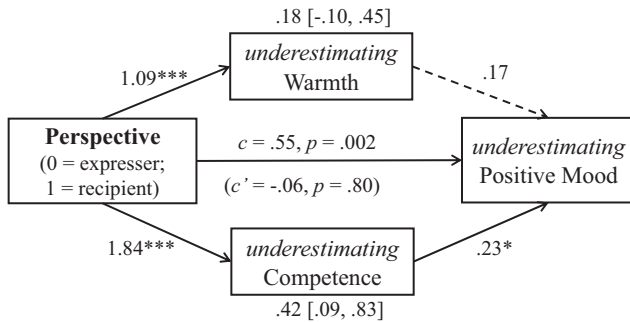 .18 [-.10, .45]
underestimating
Warmth
1.09***
.17
Perspective
(0 = expresser;
1 = recipient)
c = .55, p = .002
(c’ = -.06, p = .80)
underestimating
Positive Mood
1.84***
underestimating
Competence
.23*
.42 [.09, .83]